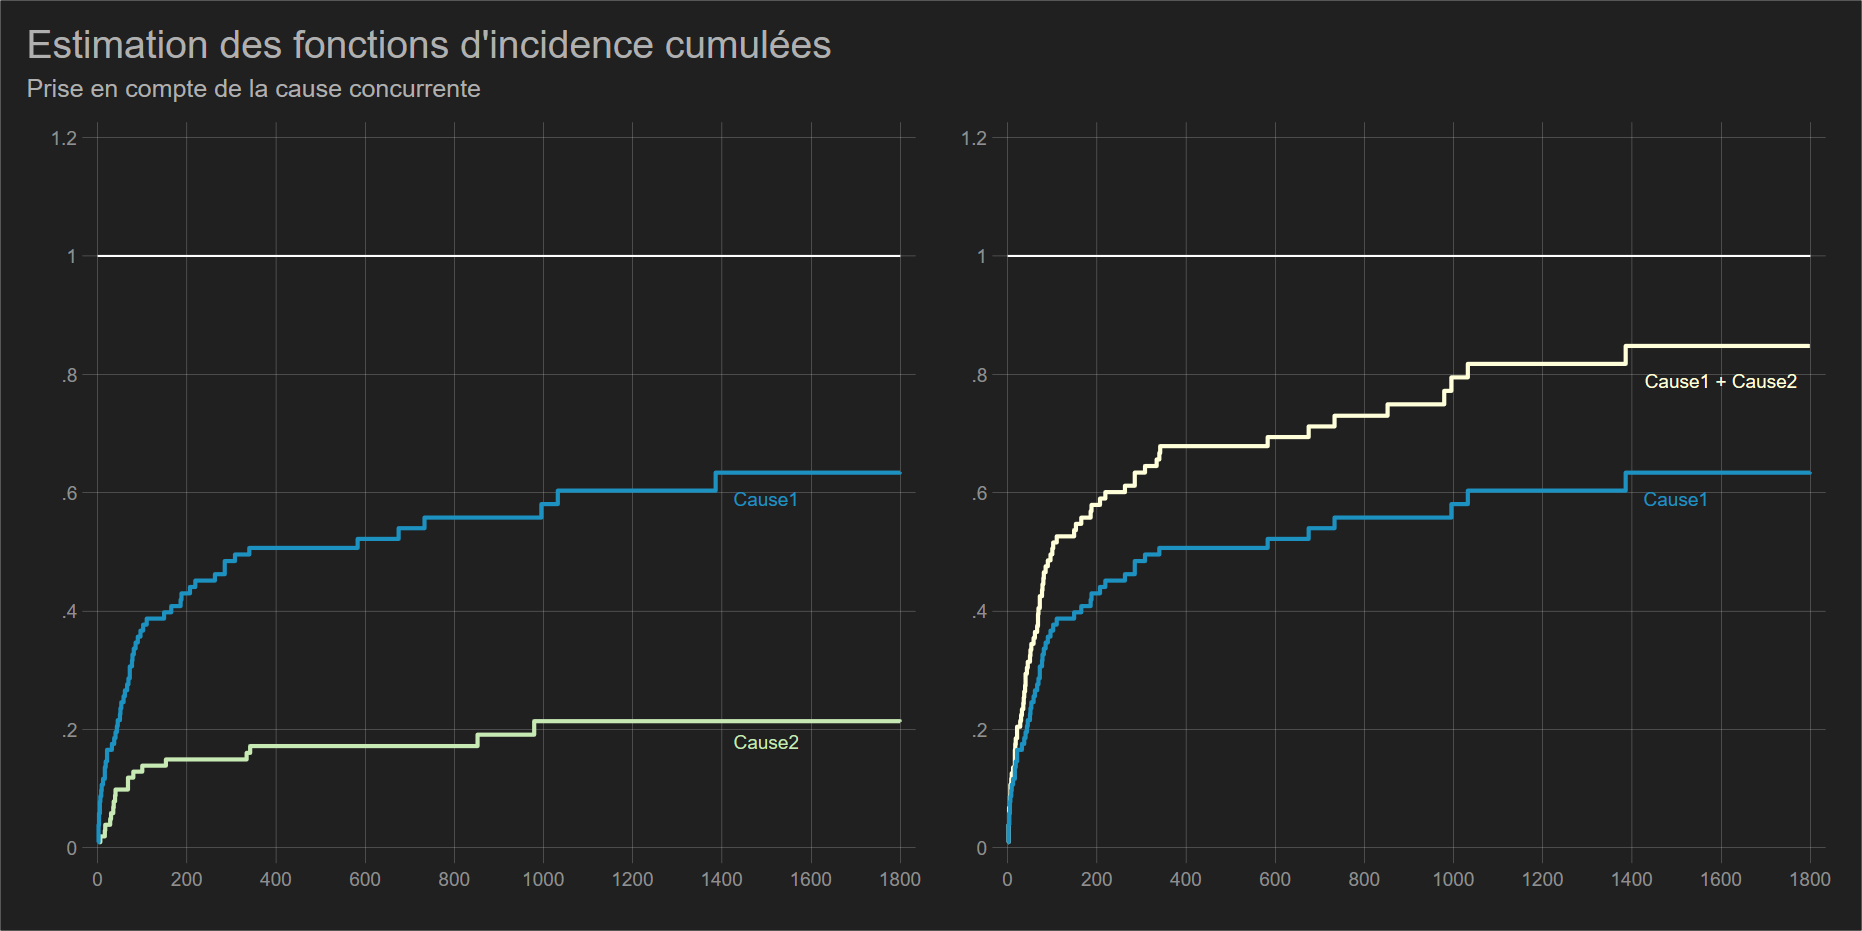 Estimation des fonctions d'incidence cumulées
Prise en compte de la cause concurrente
1.2
1
.8
.6
.4
.2
0
Cause1
Cause2
0 200 400 600 800 1000 1200 1400 1600 1800
1.2
1
.8
.6
.4
.2
0
Cause1 + Cause2
Cause1
0 200 400 600 800 1000 1200 1400 1600 1800